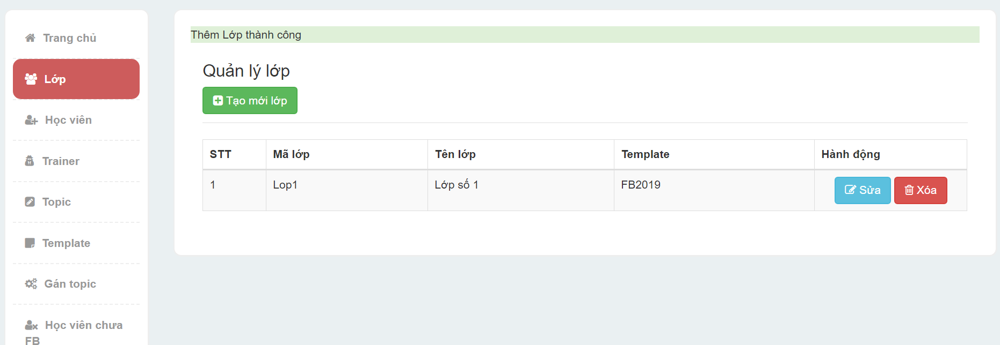 Trang chủ
Lớp
Học viên
Trainer
Topic
Template
Gán topic
Học viên chưa
FB
Thêm Lớp thành công
Quản lý lớp
Tạo mới lớp
STT Mã lớp Tên lớp Template Hành động
1 Lop1 Lớp số 1 FB2019 Sửa Xóa